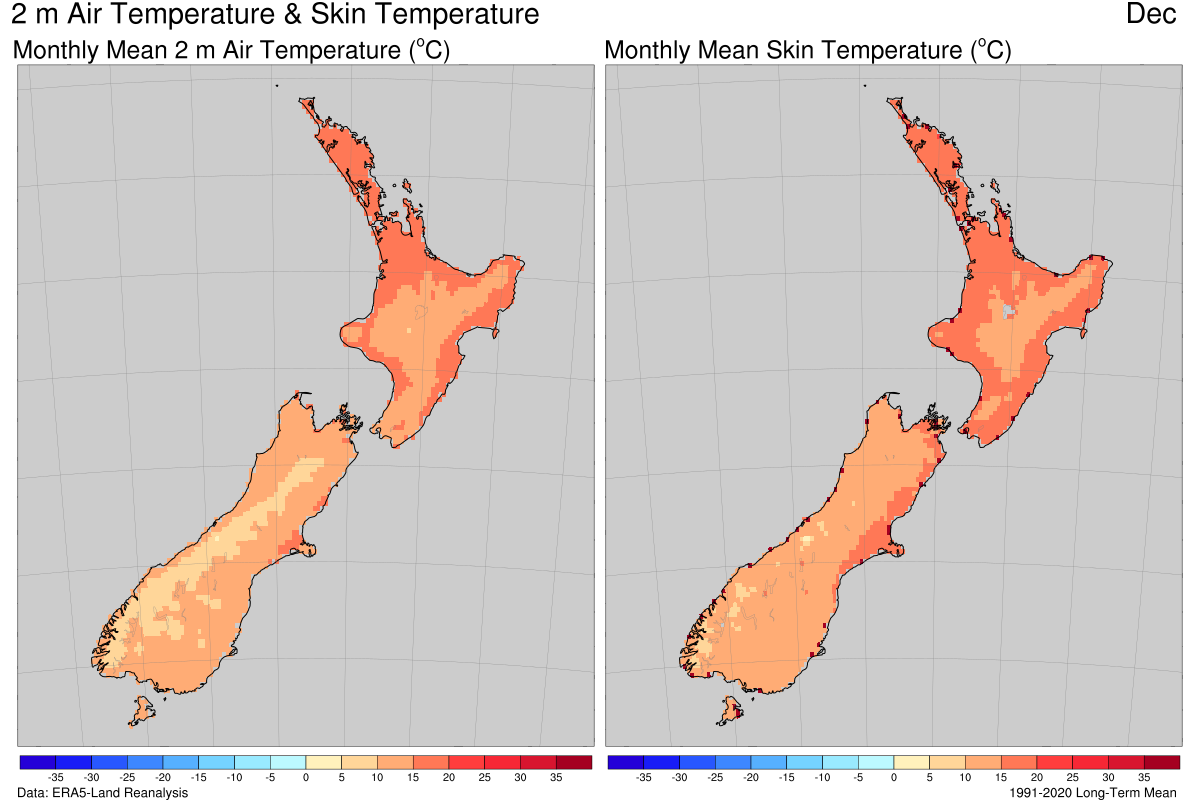 2 m Air Temperature & Skin Temperature Dec
Monthly Mean 2 m Air Temperature (°C) Monthly Mean Skin Temperature (°C)
-35 -30 -25 -20 -15 -10 -5 0 5 10 15 20 25 30 35 -35 -30 -25 -20 -15 -10 -5 0 5 10 15 20 25 30 35
Data: ERA5-Land Reanalysis 1991-2020 Long-Term Mean